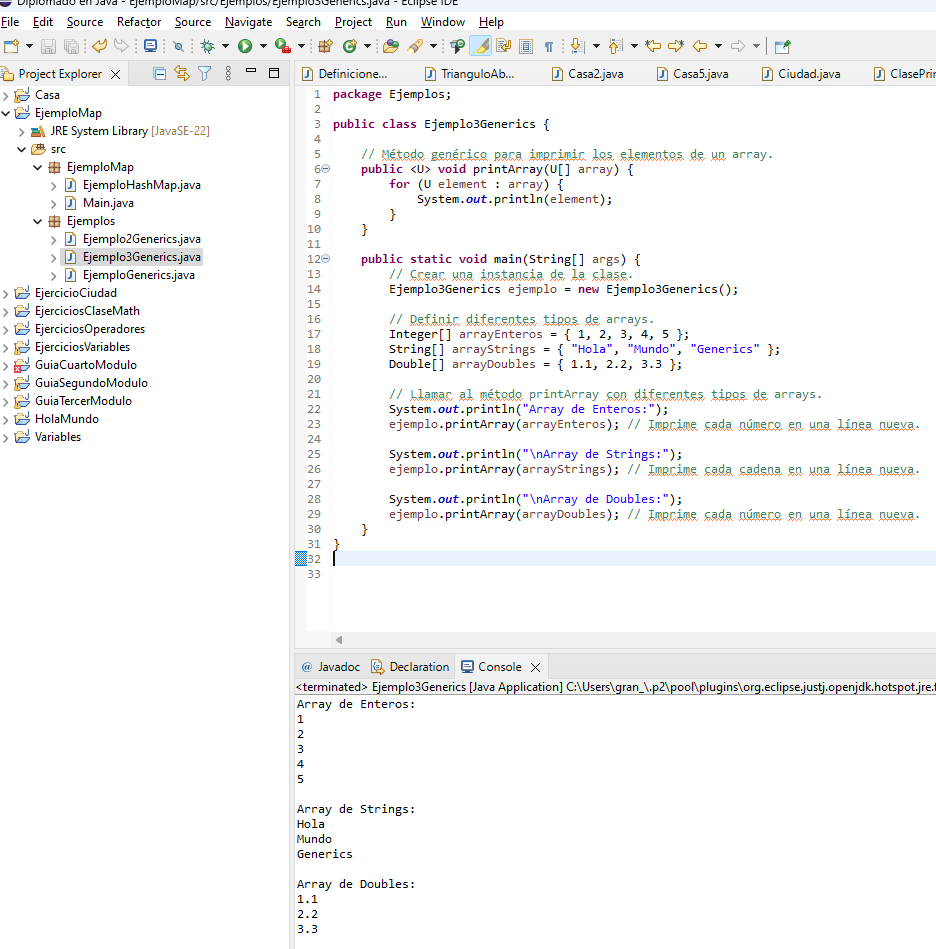 Diplomado en Java - EjemploMap/src/Ejemplos/Ejemplo3Generics.java - Eclipse IDE
File Edit Source Refactor Source Navigate Search Project Run Window Help
Project Explorer
Casa
EjemploMap
JRE System Library [JavaSE-22]
src
EjemploMap
EjemploHashMap.java
Main.java
Ejemplos
Ejemplo2Generics.java
Ejemplo3Generics.java
EjemploGenerics.java
EjercicioCiudad
EjerciciosClaseMath
EjerciciosOperadores
EjerciciosVariables
GuiaCuartoModulo
GuiaSegundoModulo
GuiaTercerModulo
HolaMundo
Variables
Definicione... TrianguloAb... Casa2.java Casa5.java Ciudad.java ClasePrin
1 package Ejemplos;
2
3 public class Ejemplo3Generics {
4
5 // Método genérico para imprimir los elementos de un array.
6 public <U> void printArray(U[] array) {
7 for (U element : array) {
8 System.out.println(element);
9 }
10 }
11
12 public static void main(String[] args) {
13 // Crear una instancia de la clase.
14 Ejemplo3Generics ejemplo = new Ejemplo3Generics();
15
16 // Definir diferentes tipos de arrays.
17 Integer[] arrayEnteros = { 1, 2, 3, 4, 5 };
18 String[] arrayStrings = { "Hola", "Mundo", "Generics" };
19 Double[] arrayDoubles = { 1.1, 2.2, 3.3 };
20
21 // Llamar al método printArray con diferentes tipos de arrays.
22 System.out.println("Array de Enteros:");
23 ejemplo.printArray(arrayEnteros); // Imprime cada número en una línea nueva.
24
25 System.out.println("\nArray de Strings:");
26 ejemplo.printArray(arrayStrings); // Imprime cada cadena en una línea nueva.
27
28 System.out.println("\nArray de Doubles:");
29 ejemplo.printArray(arrayDoubles); // Imprime cada número en una línea nueva.
30 }
31 }
32
33
@ Javadoc Declaration Console
<terminated> Ejemplo3Generics [Java Application] C:\Users\gran_\.p2\pool\plugins\org.eclipse.justj.openjdk.hotspot.jre.f
Array de Enteros:
1
2
3
4
5
Array de Strings:
Hola
Mundo
Generics
Array de Doubles:
1.1
2.2
3.3